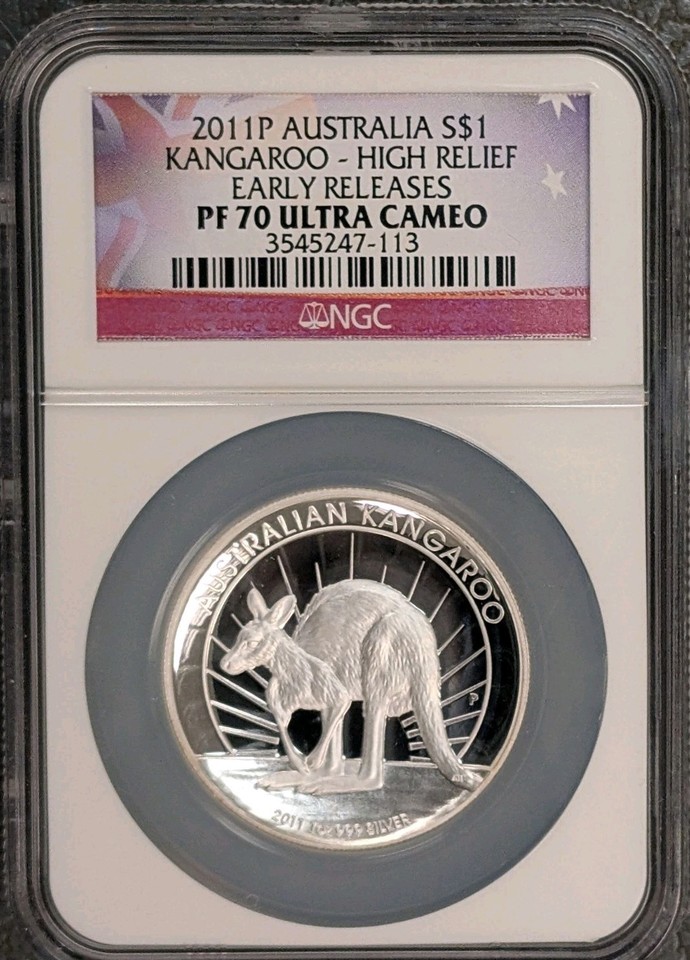 2011P AUSTRALIA S$1
KANGAROO - HIGH RELIEF
EARLY RELEASES
PF 70 ULTRA CAMEO
3545247-113
NGC
AUSTRALIAN KANGAROO
P
2011 1oz 999 SILVER